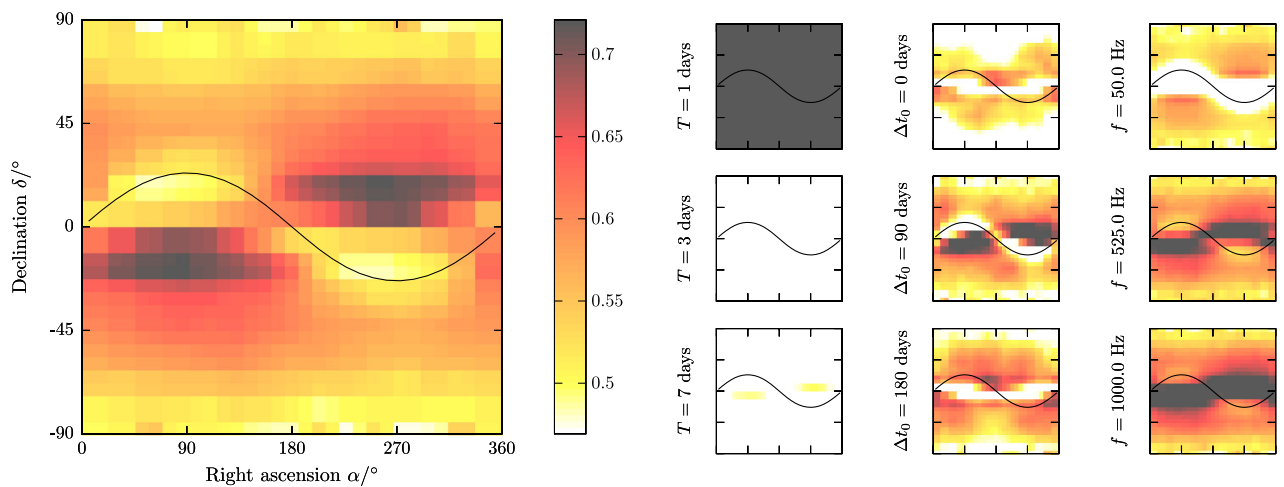 90
45
0
-45
-90
Declination δ/°
0 90 180 270 360
Right ascension α/°
0.7
0.65
0.6
0.55
0.5
T = 1 days
T = 3 days
T = 7 days
Δt₀ = 0 days
Δt₀ = 90 days
Δt₀ = 180 days
f = 50.0 Hz
f = 525.0 Hz
f = 1000.0 Hz